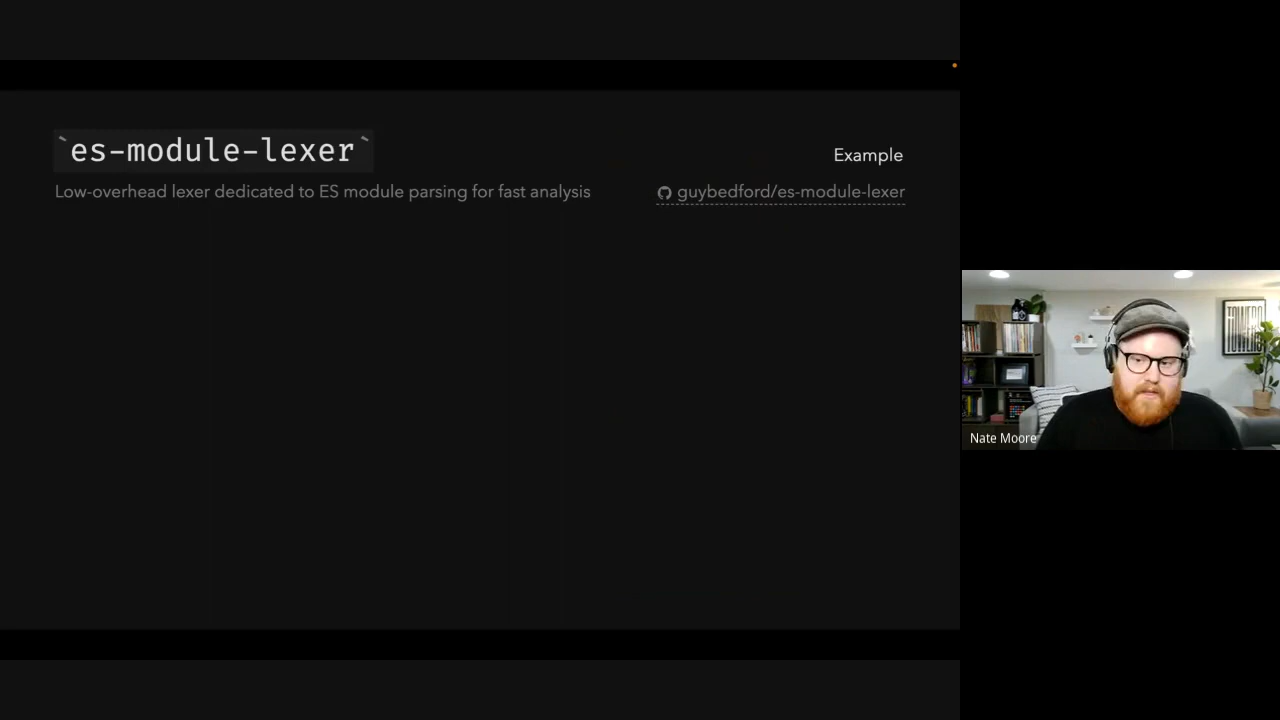 `es-module-lexer`
Example
Low-overhead lexer dedicated to ES module parsing for fast analysis
guybedford/es-module-lexer
TOWERS
Nate Moore